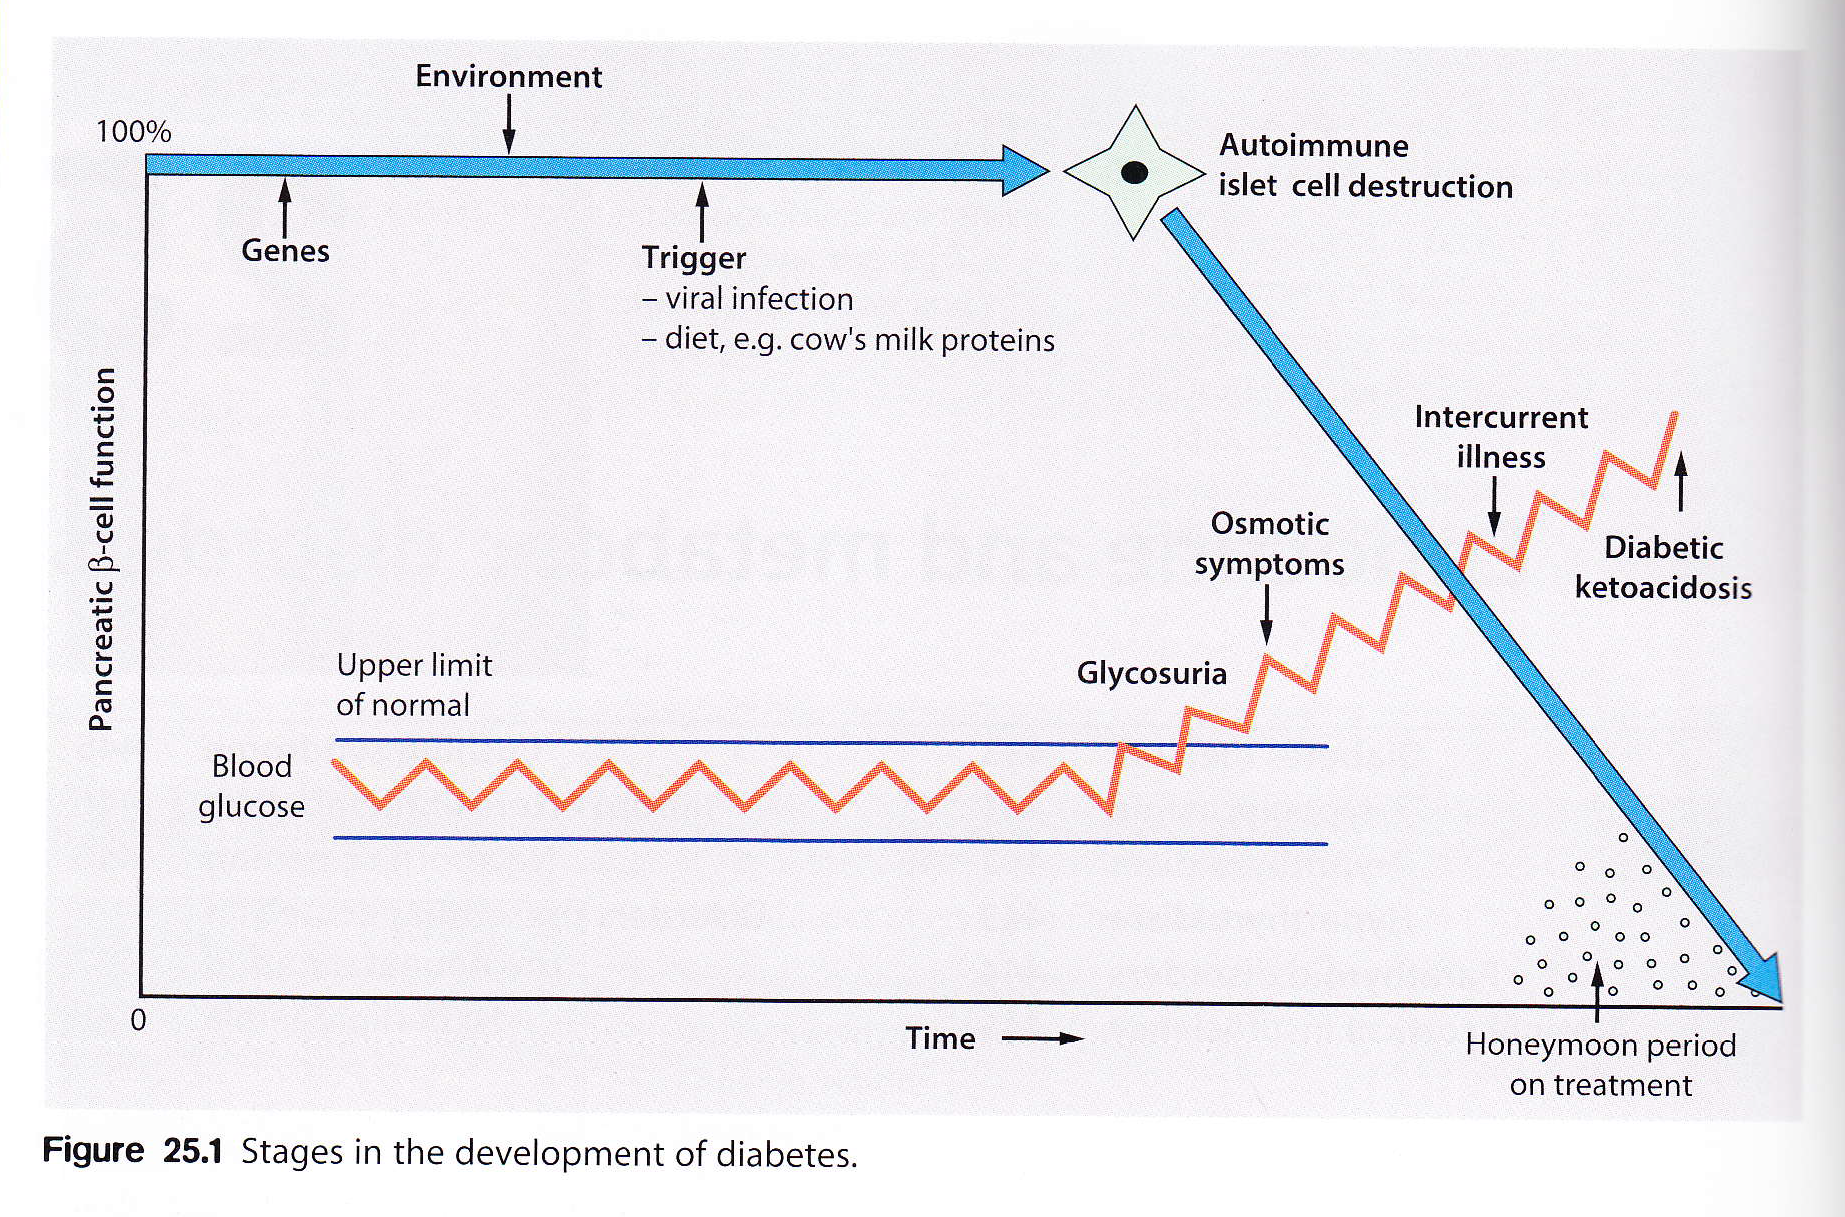 Environment
100%
Autoimmune
islet cell destruction
Genes
Trigger
– viral infection
– diet, e.g. cow's milk proteins
Pancreatic β-cell function
Intercurrent
illness
Osmotic
symptoms
Diabetic
ketoacidosis
Glycosuria
Upper limit
of normal
Blood
glucose
0
Time
Honeymoon period
on treatment
Figure 25.1 Stages in the development of diabetes.